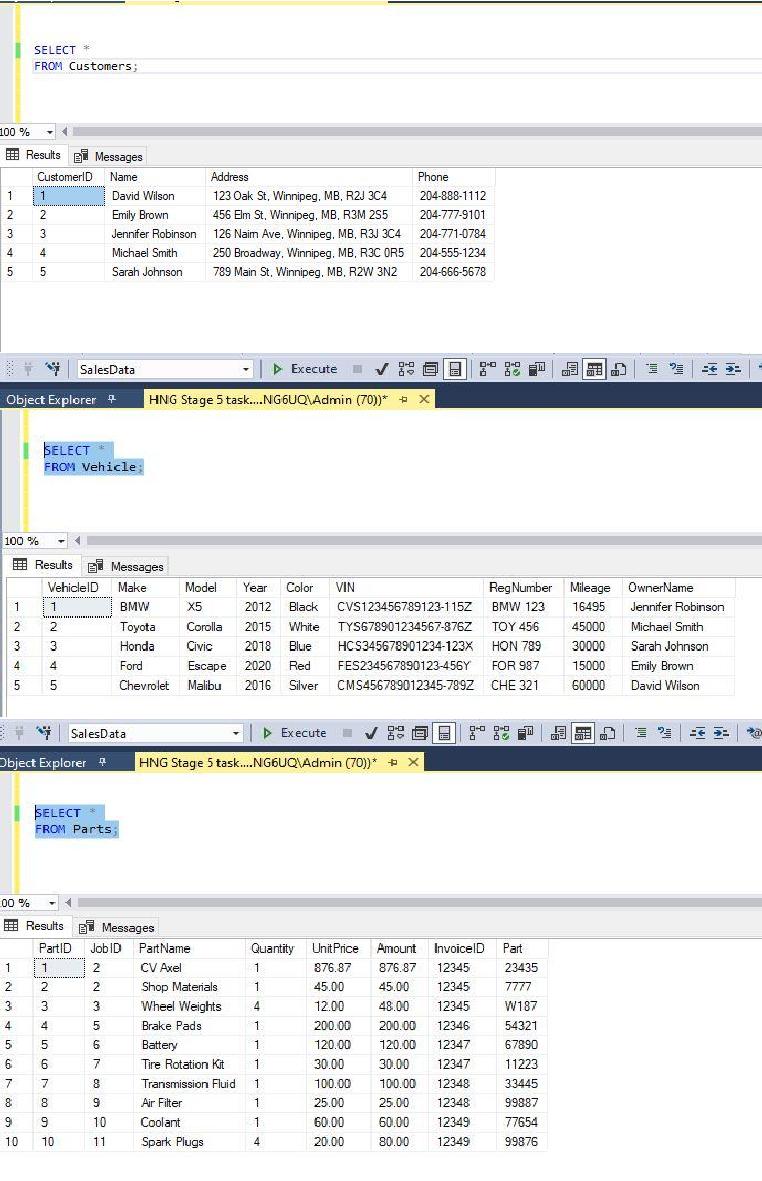 SELECT *
FROM Customers;
100 %
Results Messages
CustomerID Name Address Phone
1 1 David Wilson 123 Oak St, Winnipeg, MB, R2J 3C4 204-888-1112
2 2 Emily Brown 456 Elm St, Winnipeg, MB, R3M 2S5 204-777-9101
3 3 Jennifer Robinson 126 Nairn Ave, Winnipeg, MB, R3J 3C4 204-771-0784
4 4 Michael Smith 250 Broadway, Winnipeg, MB, R3C 0R5 204-555-1234
5 5 Sarah Johnson 789 Main St, Winnipeg, MB, R2W 3N2 204-666-5678
SalesData Execute
Object Explorer HNG Stage 5 task....NG6UQ\Admin (70))*
SELECT *
FROM Vehicle;
100 %
Results Messages
VehicleID Make Model Year Color VIN RegNumber Mileage OwnerName
1 1 BMW X5 2012 Black CVS123456789123-115Z BMW 123 16495 Jennifer Robinson
2 2 Toyota Corolla 2015 White TYS678901234567-876Z TOY 456 45000 Michael Smith
3 3 Honda Civic 2018 Blue HCS345678901234-123X HON 789 30000 Sarah Johnson
4 4 Ford Escape 2020 Red FES234567890123-456Y FOR 987 15000 Emily Brown
5 5 Chevrolet Malibu 2016 Silver CMS456789012345-789Z CHE 321 60000 David Wilson
SalesData Execute
Object Explorer HNG Stage 5 task....NG6UQ\Admin (70))*
SELECT *
FROM Parts;
00 %
Results Messages
PartID JobID PartName Quantity UnitPrice Amount InvoiceID Part
1 1 2 CV Axel 1 876.87 876.87 12345 23435
2 2 2 Shop Materials 1 45.00 45.00 12345 7777
3 3 3 Wheel Weights 4 12.00 48.00 12345 W187
4 4 5 Brake Pads 1 200.00 200.00 12346 54321
5 5 6 Battery 1 120.00 120.00 12347 67890
6 6 7 Tire Rotation Kit 1 30.00 30.00 12347 11223
7 7 8 Transmission Fluid 1 100.00 100.00 12348 33445
8 8 9 Air Filter 1 25.00 25.00 12348 99887
9 9 10 Coolant 1 60.00 60.00 12349 77654
10 10 11 Spark Plugs 4 20.00 80.00 12349 99876